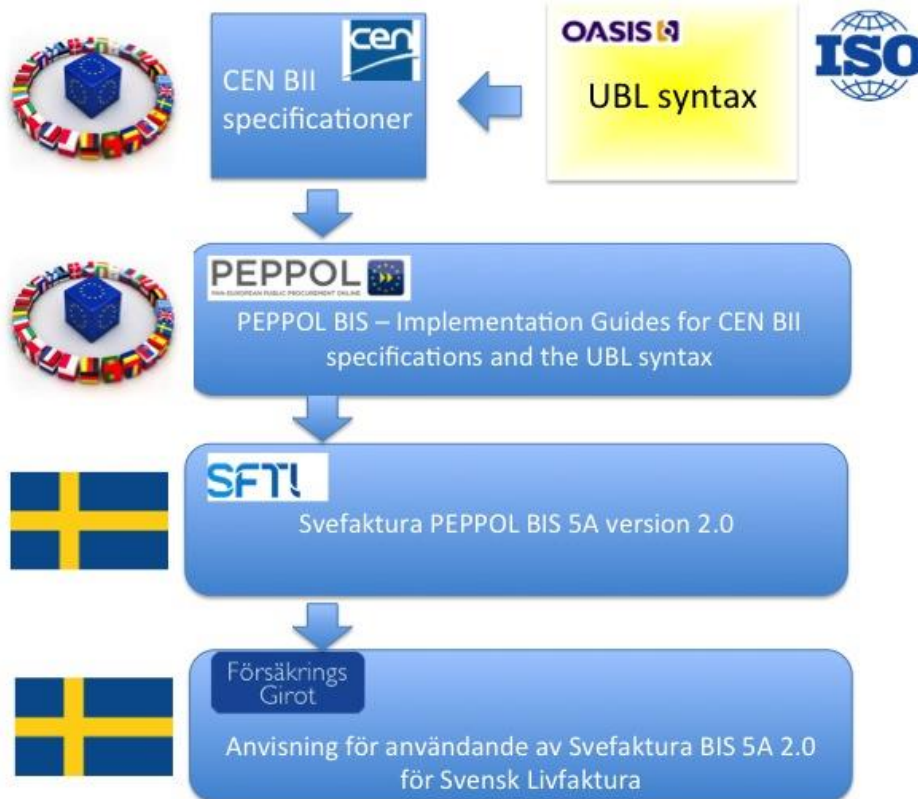 cen
CEN BII
specificationer
OASIS
UBL syntax
ISO
PEPPOL
PAN-EUROPEAN PUBLIC PROCUREMENT ONLINE
PEPPOL BIS – Implementation Guides for CEN BII
specifications and the UBL syntax
SFTI
Svefaktura PEPPOL BIS 5A version 2.0
Försäkrings
Girot
Anvisning för användande av Svefaktura BIS 5A 2.0
för Svensk Livfaktura